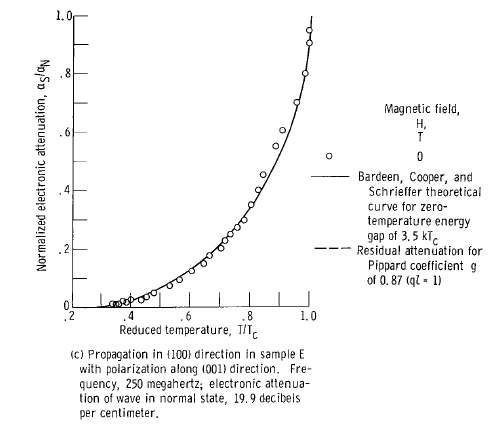 1.0
.8
.6
.4
.2
0
Normalized electronic attenuation, αS/αN
.2 .4 .6 .8 1.0
Reduced temperature, T/TC
Magnetic field,
H,
T
0
Bardeen, Cooper, and
Schrieffer theoretical
curve for zero-
temperature energy
gap of 3.5 kTC
Residual attenuation for
Pippard coefficient g
of 0.87 (ql = 1)
(c) Propagation in (100) direction in sample E
with polarization along (001) direction. Fre-
quency, 250 megahertz; electronic attenua-
tion of wave in normal state, 19.9 decibels
per centimeter.